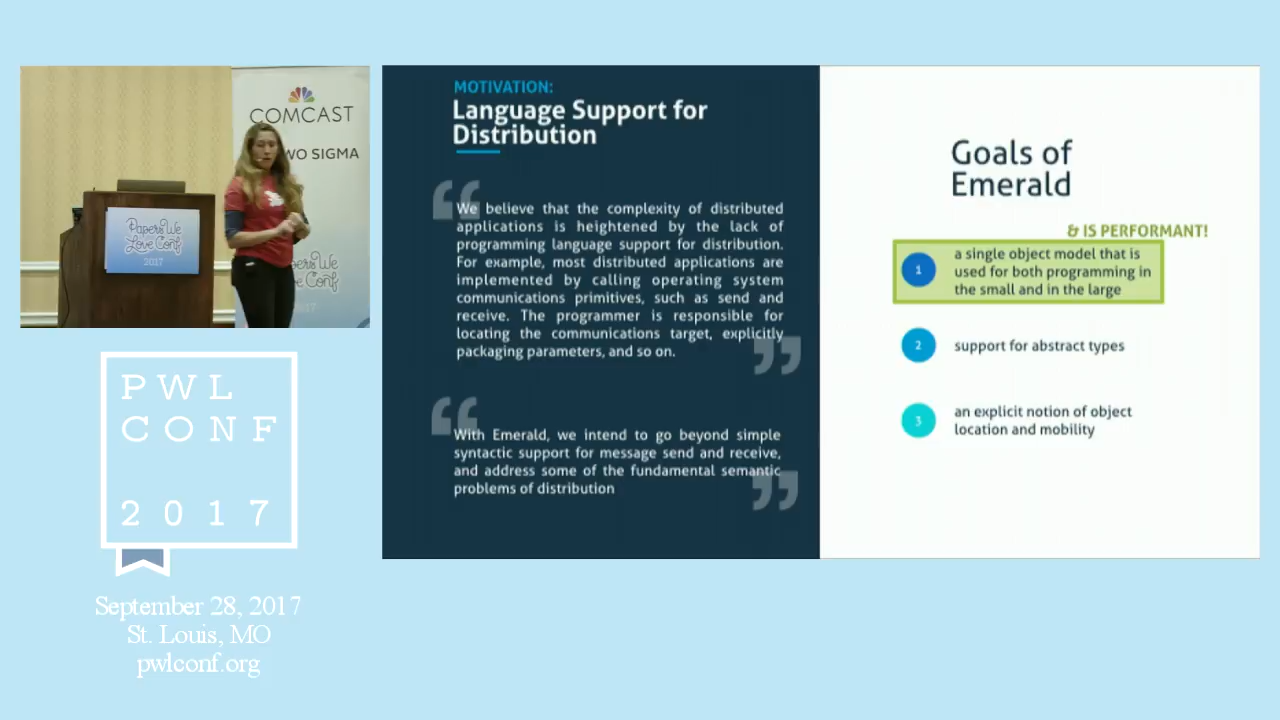 COMCAST
WO SIGMA
Papers We
Love Conf
2017
PWL
CONF
2017
September 28, 2017
St. Louis, MO
pwlconf.org
MOTIVATION:
Language Support for
Distribution
We believe that the complexity of distributed
applications is heightened by the lack of
programming language support for distribution.
For example, most distributed applications are
implemented by calling operating system
communications primitives, such as send and
receive. The programmer is responsible for
locating the communications target, explicitly
packaging parameters, and so on.
With Emerald, we intend to go beyond simple
syntactic support for message send and receive,
and address some of the fundamental semantic
problems of distribution
Goals of
Emerald
& IS PERFORMANT!
1
a single object model that is
used for both programming in
the small and in the large
2
support for abstract types
3
an explicit notion of object
location and mobility